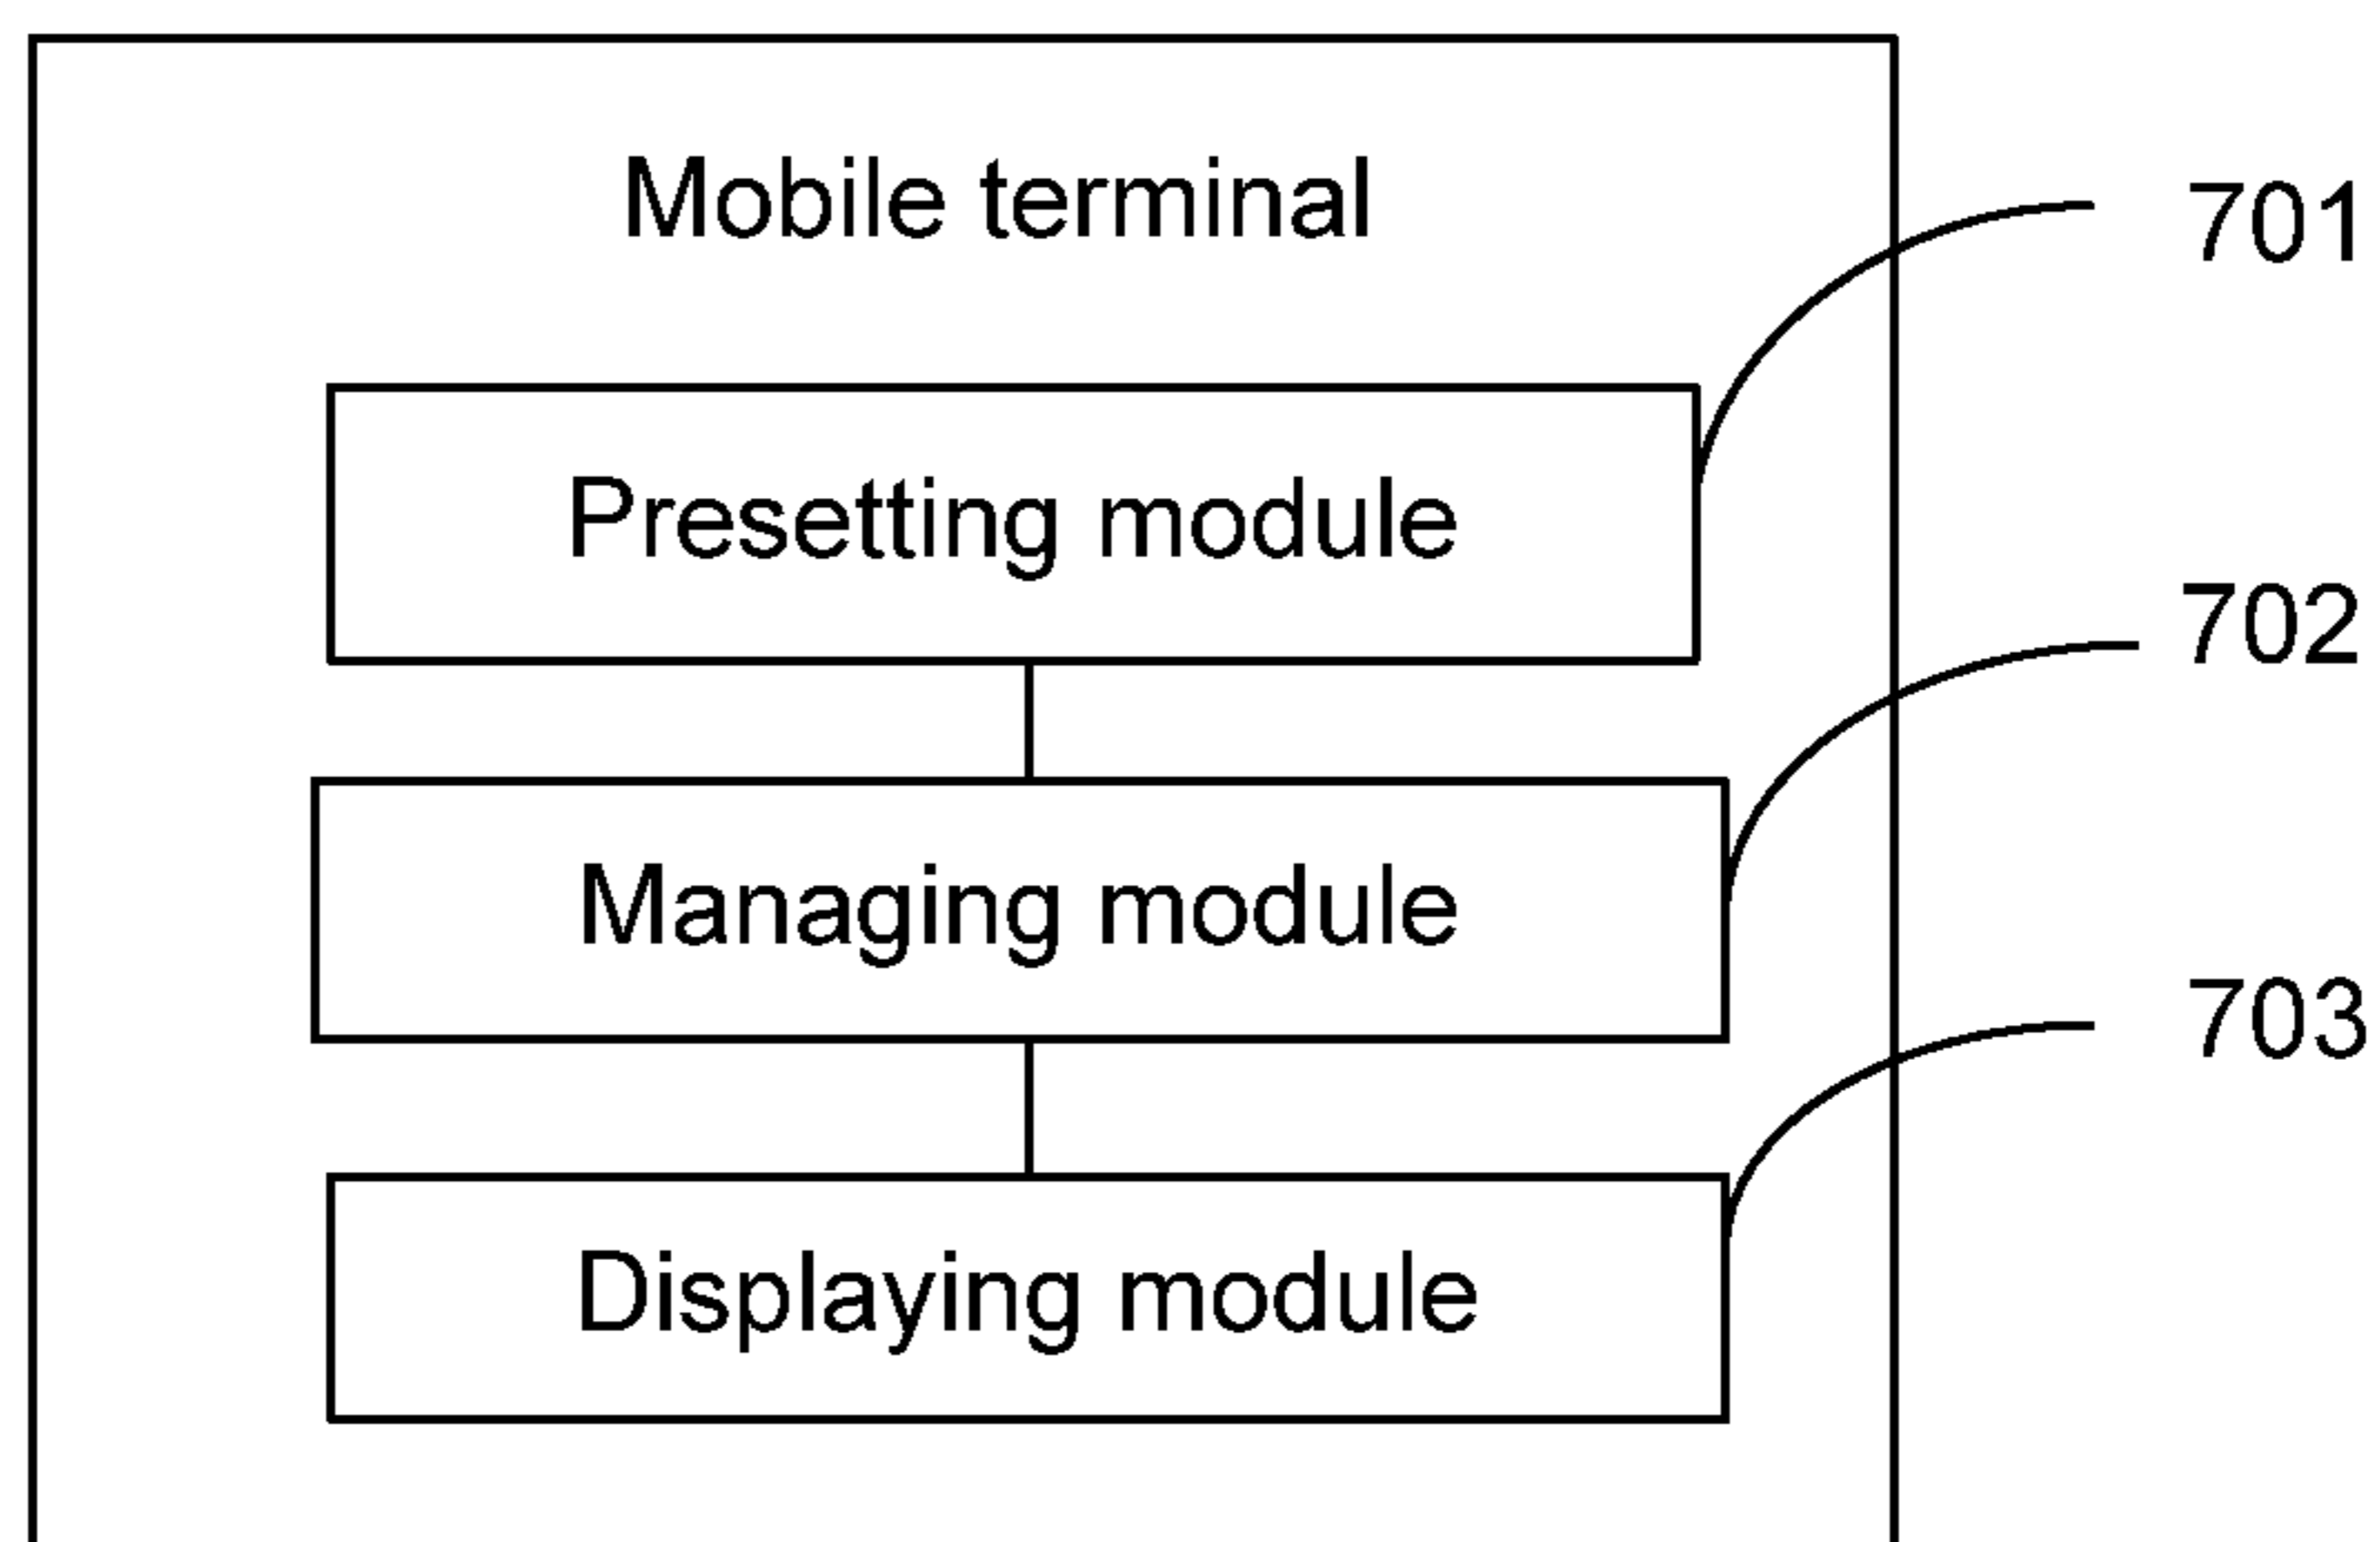 Mobile terminal
701
Presetting module
702
Managing module
703
Displaying module